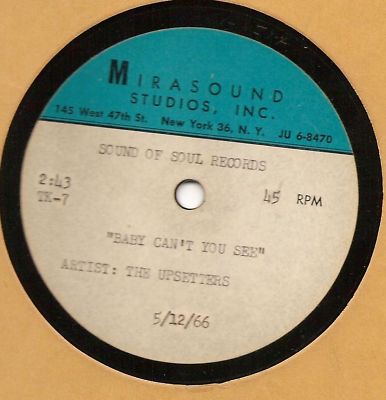 MIRASOUND
STUDIOS, INC.
145 West 47th St. New York 36, N. Y. JU 6-8470
SOUND OF SOUL RECORDS
2:43 45 RPM
TK-7
"BABY CAN'T YOU SEE"
ARTIST: THE UPSETTERS
5/12/66